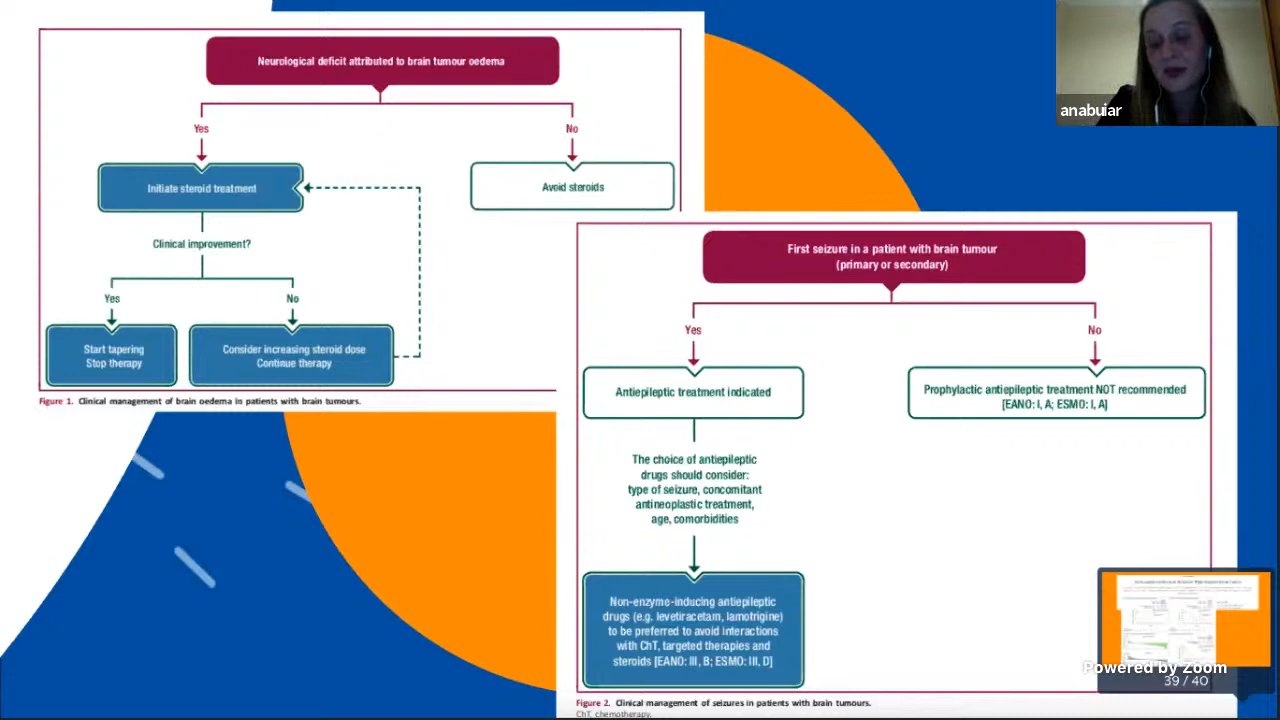 Neurological deficit attributed to brain tumour oedema
Yes
No
Initiate steroid treatment
Avoid steroids
Clinical improvement?
Yes
No
Start tapering
Stop therapy
Consider increasing steroid dose
Continue therapy
Figure 1. Clinical management of brain oedema in patients with brain tumours.
anabuiar
First seizure in a patient with brain tumour
(primary or secondary)
Yes
No
Antiepileptic treatment indicated
Prophylactic antiepileptic treatment NOT recommended
[EANO: I, A; ESMO: I, A]
The choice of antiepileptic
drugs should consider:
type of seizure, concomitant
antineoplastic treatment,
age, comorbidities
Non-enzyme-inducing antiepileptic
drugs (e.g. levetiracetam, lamotrigine)
to be preferred to avoid interactions
with ChT, targeted therapies and
steroids [EANO: III, B; ESMO: III, D]
Figure 2. Clinical management of seizures in patients with brain tumours.
ChT, chemotherapy.
Powered by Zoom
39 / 40